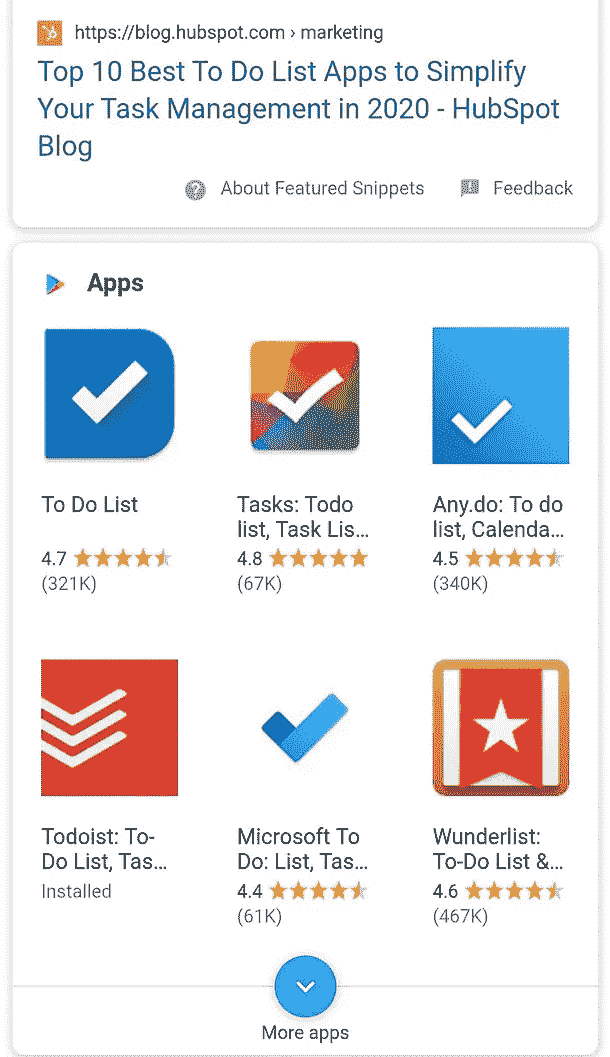 https://blog.hubspot.com › marketing
Top 10 Best To Do List Apps to Simplify
Your Task Management in 2020 - HubSpot
Blog
About Featured Snippets
Feedback
Apps
To Do List
4.7
(321K)
Tasks: Todo
list, Task Lis...
4.8
(67K)
Any.do: To do
list, Calenda...
4.5
(340K)
Todoist: To-
Do List, Tas...
Installed
Microsoft To
Do: List, Tas...
4.4
(61K)
Wunderlist:
To-Do List &...
4.6
(467K)
More apps